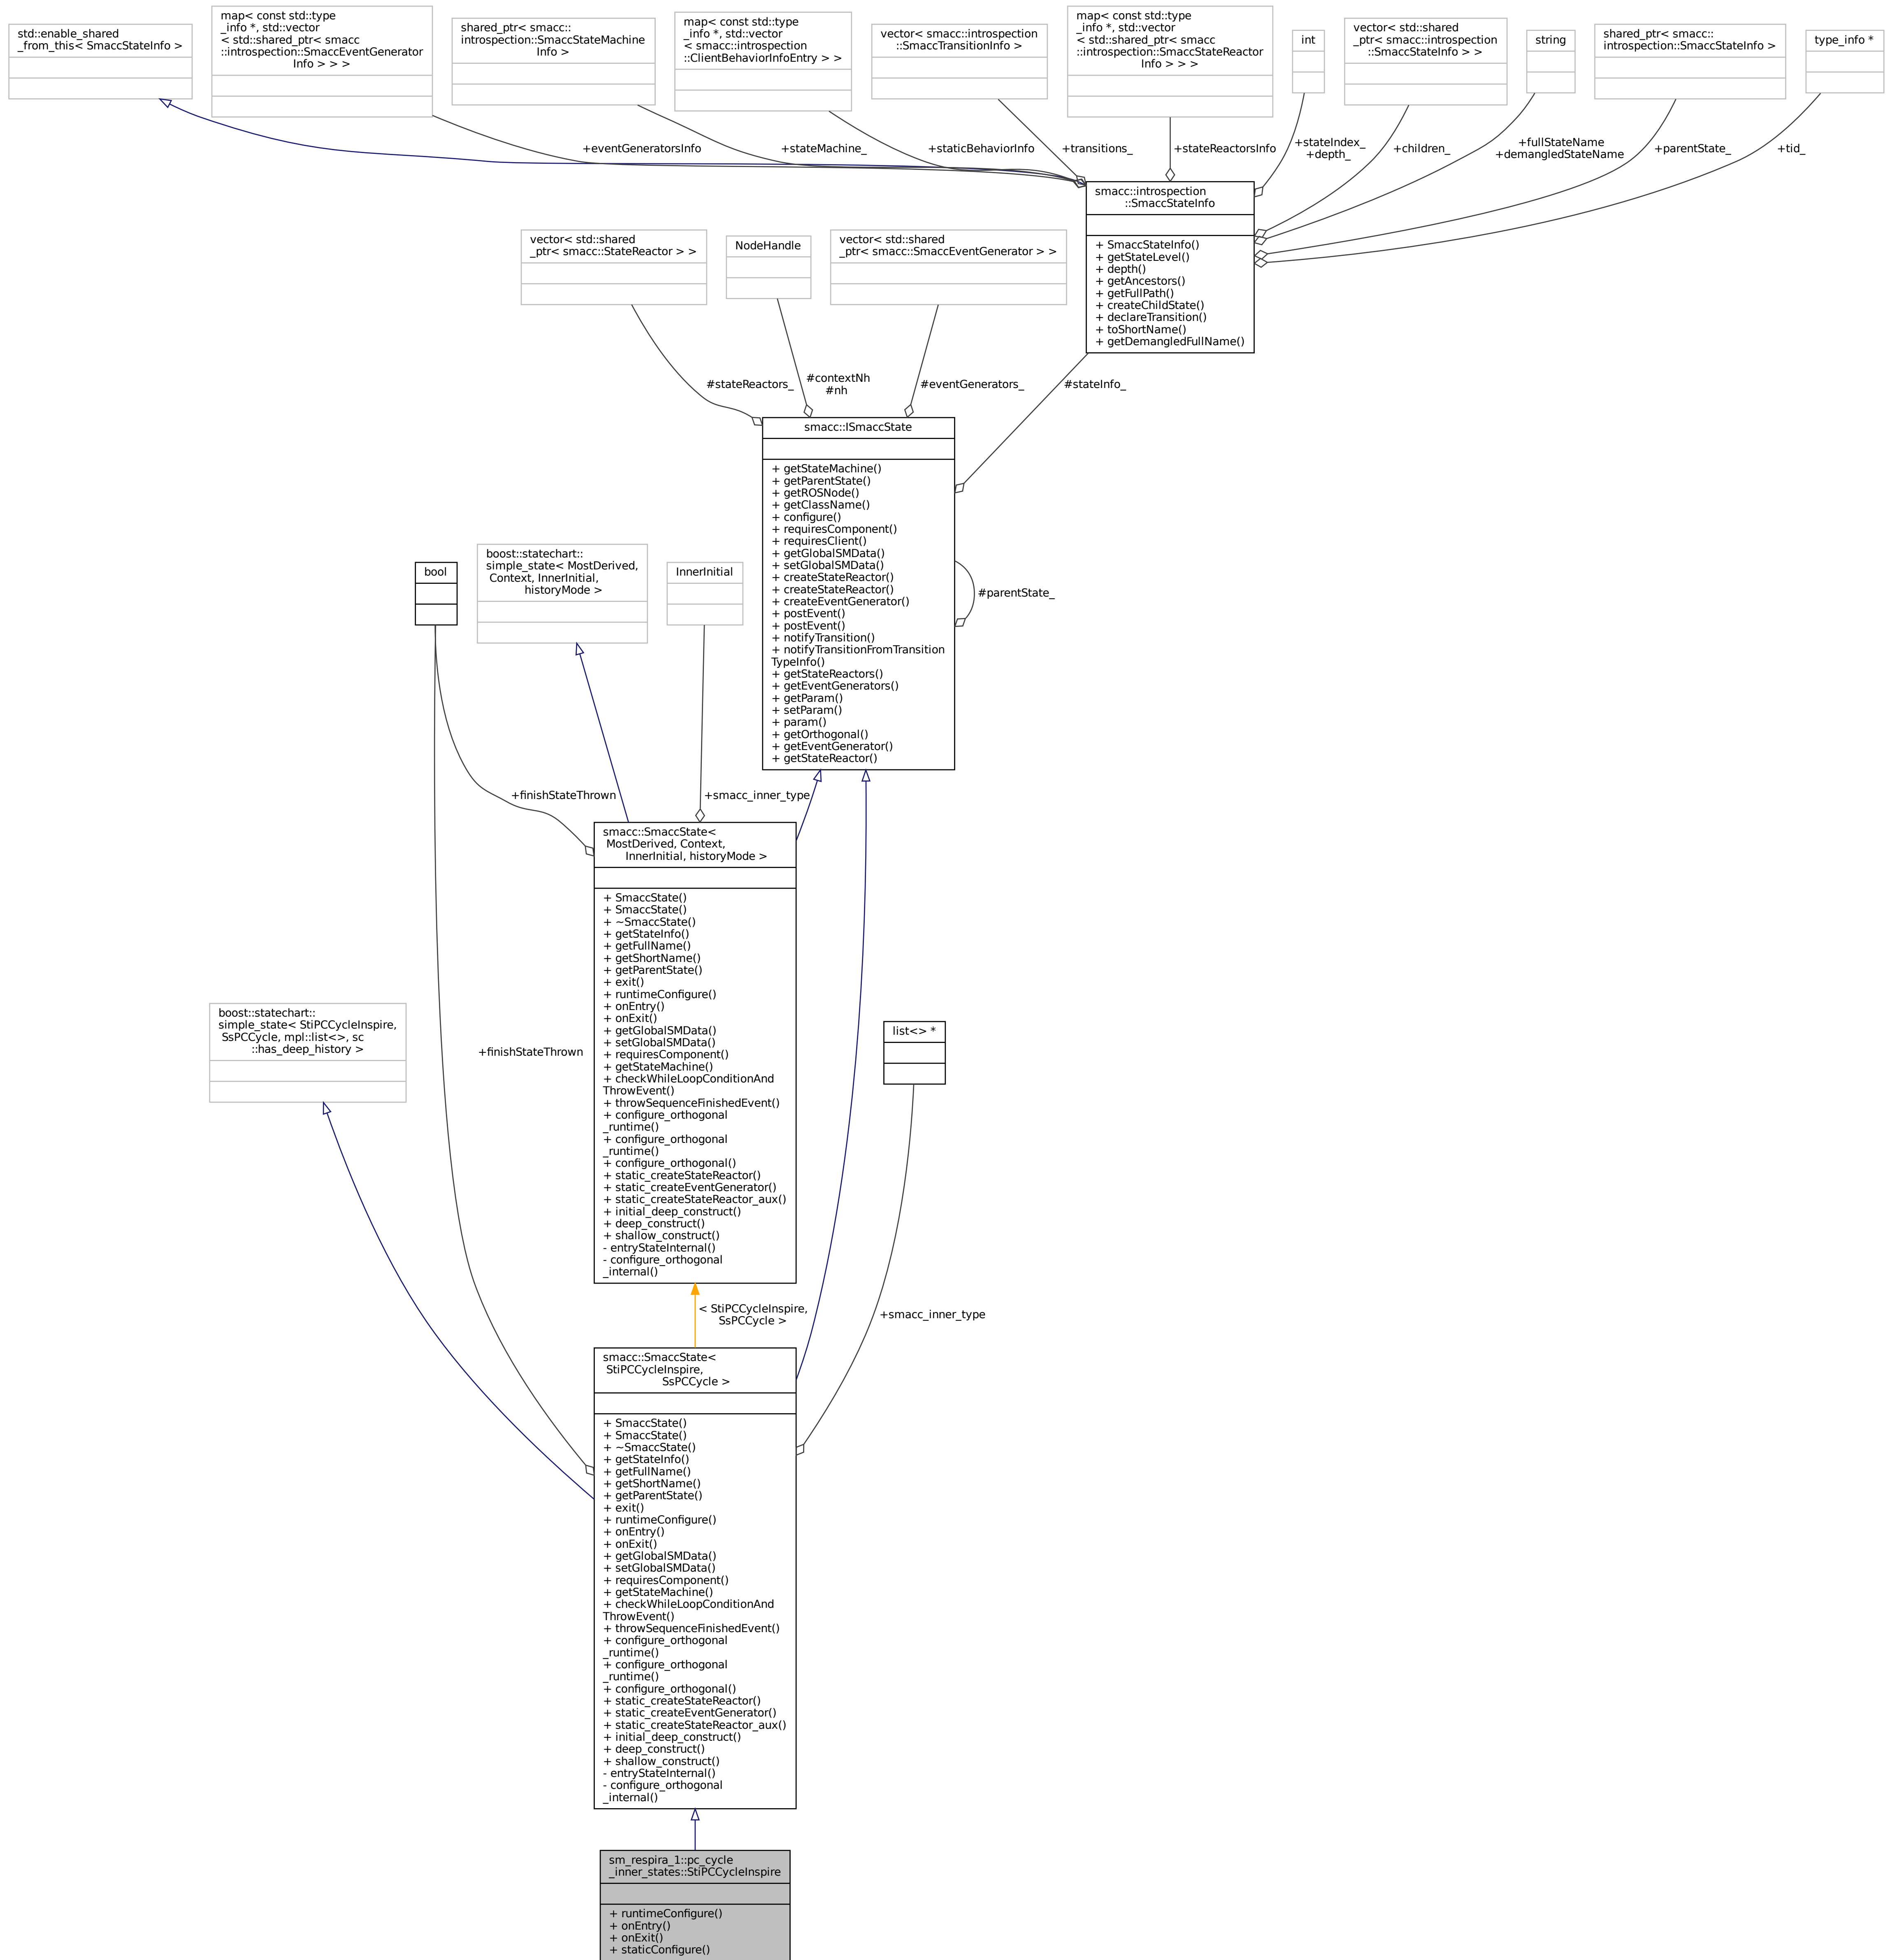 std::enable_shared
_from_this< SmaccStateInfo >
map< const std::type
_info *, std::vector
< std::shared_ptr< smacc
::introspection::SmaccEventGenerator
Info > > >
shared_ptr< smacc::
introspection::SmaccStateMachine
Info >
map< const std::type
_info *, std::vector
< smacc::introspection
::ClientBehaviorInfoEntry > >
vector< smacc::introspection
::SmaccTransitionInfo >
map< const std::type
_info *, std::vector
< std::shared_ptr< smacc
::introspection::SmaccStateReactor
Info > > >
int
vector< std::shared
_ptr< smacc::introspection
::SmaccStateInfo > >
string
shared_ptr< smacc::
introspection::SmaccStateInfo >
type_info *
+eventGeneratorsInfo
+stateMachine_
+staticBehaviorInfo
+transitions_
+stateReactorsInfo
+stateIndex_
+depth_
+children_
+fullStateName
+demangledStateName
+parentState_
+tid_
smacc::introspection
::SmaccStateInfo
+ SmaccStateInfo()
+ getStateLevel()
+ depth()
+ getAncestors()
+ getFullPath()
+ createChildState()
+ declareTransition()
+ toShortName()
+ getDemangledFullName()
vector< std::shared
_ptr< smacc::StateReactor > >
NodeHandle
vector< std::shared
_ptr< smacc::SmaccEventGenerator > >
#stateReactors_
#contextNh
#nh
#eventGenerators_
#stateInfo_
smacc::ISmaccState
+ getStateMachine()
+ getParentState()
+ getROSNode()
+ getClassName()
+ configure()
+ requiresComponent()
+ requiresClient()
+ getGlobalSMData()
+ setGlobalSMData()
+ createStateReactor()
+ createStateReactor()
+ createEventGenerator()
+ postEvent()
+ postEvent()
+ notifyTransition()
+ notifyTransitionFromTransition
TypeInfo()
+ getStateReactors()
+ getEventGenerators()
+ getParam()
+ setParam()
+ param()
+ getOrthogonal()
+ getEventGenerator()
+ getStateReactor()
#parentState_
bool
boost::statechart::
simple_state< MostDerived,
Context, InnerInitial,
historyMode >
InnerInitial
+finishStateThrown
+smacc_inner_type
smacc::SmaccState<
MostDerived, Context,
InnerInitial, historyMode >
+ SmaccState()
+ SmaccState()
+ ~SmaccState()
+ getStateInfo()
+ getFullName()
+ getShortName()
+ getParentState()
+ exit()
+ runtimeConfigure()
+ onEntry()
+ onExit()
+ getGlobalSMData()
+ setGlobalSMData()
+ requiresComponent()
+ getStateMachine()
+ checkWhileLoopConditionAnd
ThrowEvent()
+ throwSequenceFinishedEvent()
+ configure_orthogonal
_runtime()
+ configure_orthogonal
_runtime()
+ configure_orthogonal()
+ static_createStateReactor()
+ static_createEventGenerator()
+ static_createStateReactor_aux()
+ initial_deep_construct()
+ deep_construct()
+ shallow_construct()
- entryStateInternal()
- configure_orthogonal
_internal()
boost::statechart::
simple_state< StiPCCycleInspire,
SsPCCycle, mpl::list<>, sc
::has_deep_history >
+finishStateThrown
list<> *
< StiPCCycleInspire,
SsPCCycle >
+smacc_inner_type
smacc::SmaccState<
StiPCCycleInspire,
SsPCCycle >
+ SmaccState()
+ SmaccState()
+ ~SmaccState()
+ getStateInfo()
+ getFullName()
+ getShortName()
+ getParentState()
+ exit()
+ runtimeConfigure()
+ onEntry()
+ onExit()
+ getGlobalSMData()
+ setGlobalSMData()
+ requiresComponent()
+ getStateMachine()
+ checkWhileLoopConditionAnd
ThrowEvent()
+ throwSequenceFinishedEvent()
+ configure_orthogonal
_runtime()
+ configure_orthogonal
_runtime()
+ configure_orthogonal()
+ static_createStateReactor()
+ static_createEventGenerator()
+ static_createStateReactor_aux()
+ initial_deep_construct()
+ deep_construct()
+ shallow_construct()
- entryStateInternal()
- configure_orthogonal
_internal()
sm_respira_1::pc_cycle
_inner_states::StiPCCycleInspire
+ runtimeConfigure()
+ onEntry()
+ onExit()
+ staticConfigure()